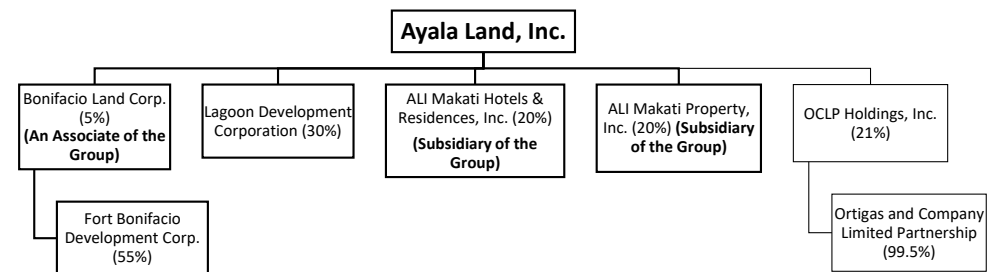 Ayala Land, Inc.
Bonifacio Land Corp.
(5%)
(An Associate of the
Group)
Lagoon Development
Corporation (30%)
ALI Makati Hotels &
Residences, Inc. (20%)
(Subsidiary of the
Group)
ALI Makati Property,
Inc. (20%) (Subsidiary
of the Group)
OCLP Holdings, Inc.
(21%)
Fort Bonifacio
Development Corp.
(55%)
Ortigas and Company
Limited Partnership
(99.5%)